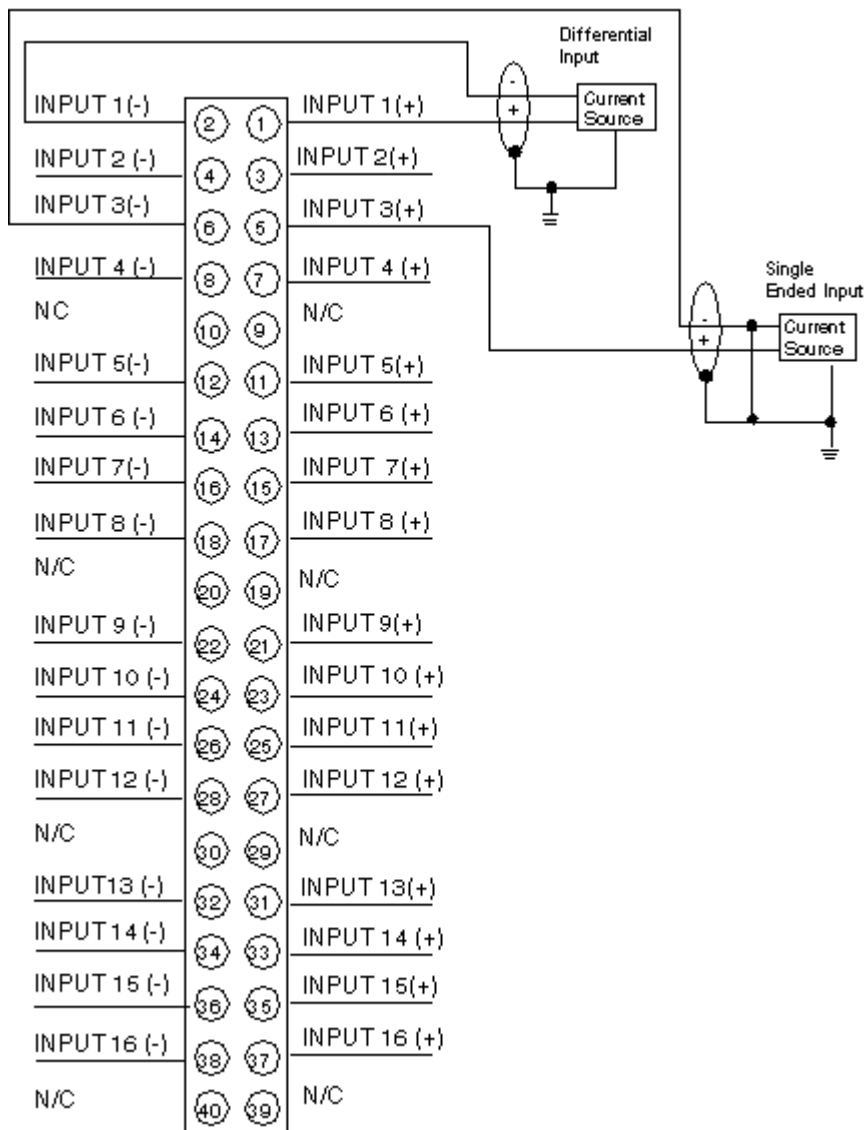 Differential
Input
- 
+
Current
Source
INPUT 1(-) 2 1 INPUT 1(+)
INPUT 2 (-) 4 3 INPUT 2(+)
INPUT 3(-) 6 5 INPUT 3(+)
INPUT 4 (-) 8 7 INPUT 4 (+)
Single
Ended Input
-
+
Current
Source
NC 10 9 N/C
INPUT 5(-) 12 11 INPUT 5(+)
INPUT 6 (-) 14 13 INPUT 6 (+)
INPUT 7(-) 16 15 INPUT 7(+)
INPUT 8 (-) 18 17 INPUT 8 (+)
N/C 20 19 N/C
INPUT 9 (-) 22 21 INPUT 9(+)
INPUT 10 (-) 24 23 INPUT 10 (+)
INPUT 11 (-) 26 25 INPUT 11(+)
INPUT 12 (-) 28 27 INPUT 12 (+)
N/C 30 29 N/C
INPUT13 (-) 32 31 INPUT 13(+)
INPUT 14 (-) 34 33 INPUT 14 (+)
INPUT 15 (-) 36 35 INPUT 15(+)
INPUT 16 (-) 38 37 INPUT 16 (+)
N/C 40 39 N/C